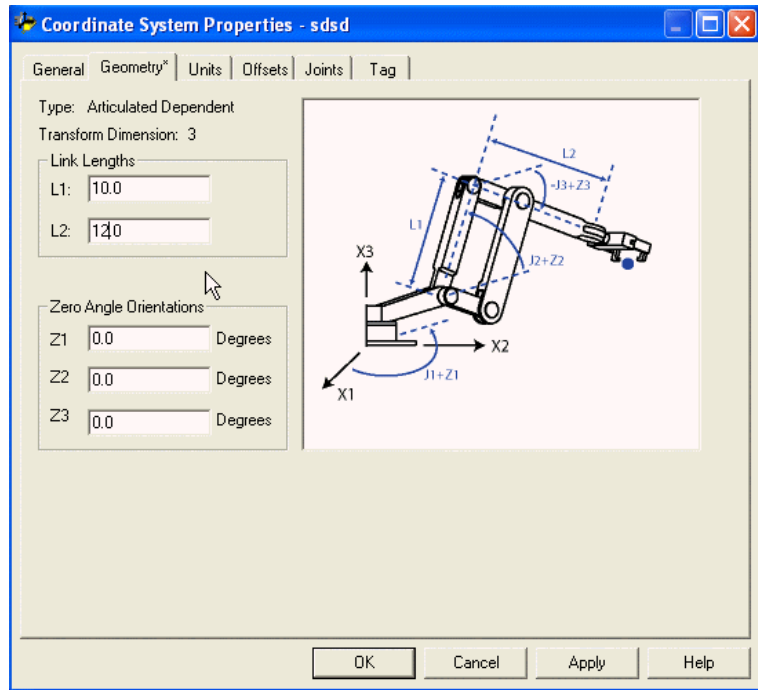 Coordinate System Properties - sdsd
General Geometry* Units Offsets Joints Tag
Type: Articulated Dependent
Transform Dimension: 3
Link Lengths
L1: 10.0
L2: 12.0
Zero Angle Orientations
Z1 0.0 Degrees
Z2 0.0 Degrees
Z3 0.0 Degrees
L2
-J3+Z3
L1
J2+Z2
X3
X2
J1+Z1
X1
OK Cancel Apply Help